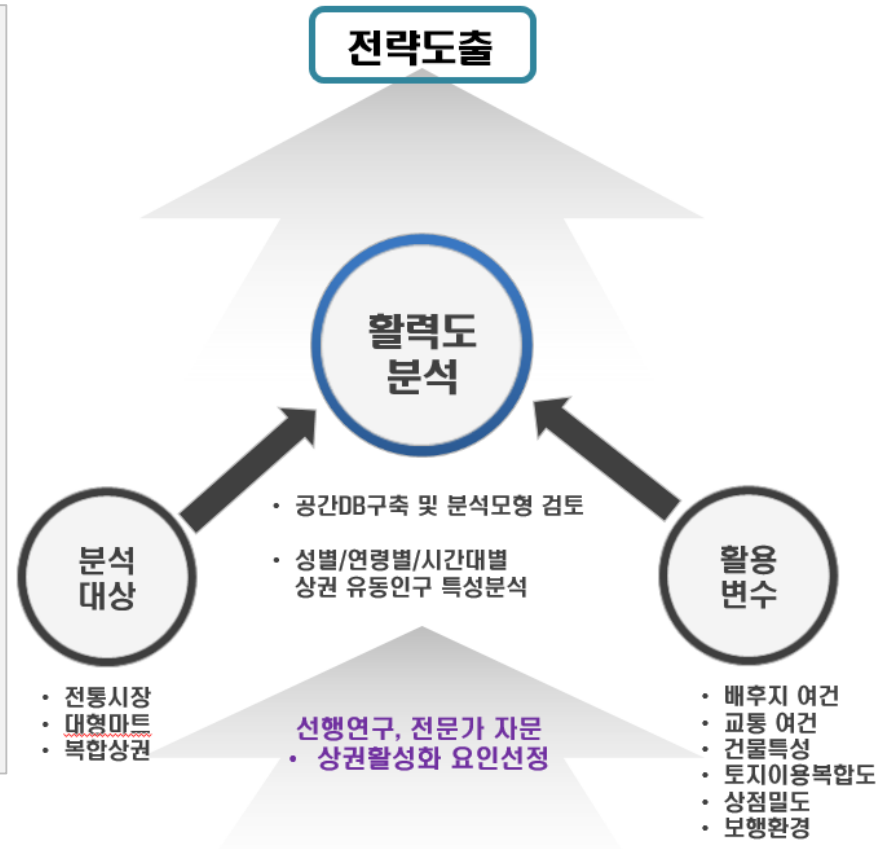 전략도출
활력도
분석
• 공간DB구축 및 분석모형 검토
• 성별/연령별/시간대별
상권 유동인구 특성분석
분석
대상
• 전통시장
• 대형마트
• 복합상권
선행연구, 전문가 자문
• 상권활성화 요인선정
활용
변수
• 배후지 여건
• 교통 여건
• 건물특성
• 토지이용복합도
• 상점밀도
• 보행환경